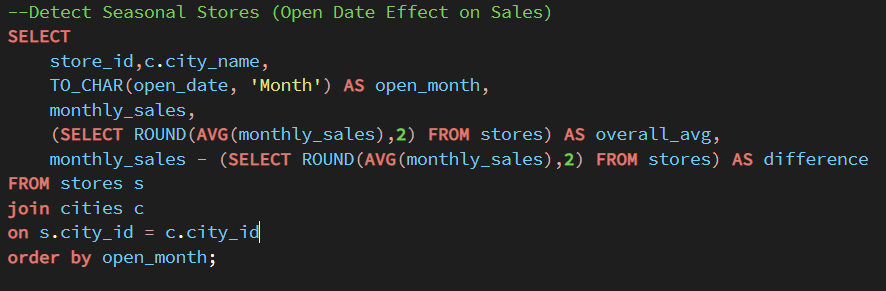 --Detect Seasonal Stores (Open Date Effect on Sales)
SELECT
    store_id,c.city_name,
    TO_CHAR(open_date, 'Month') AS open_month,
    monthly_sales,
    (SELECT ROUND(AVG(monthly_sales),2) FROM stores) AS overall_avg,
    monthly_sales - (SELECT ROUND(AVG(monthly_sales),2) FROM stores) AS difference
FROM stores s
join cities c
on s.city_id = c.city_id
order by open_month;